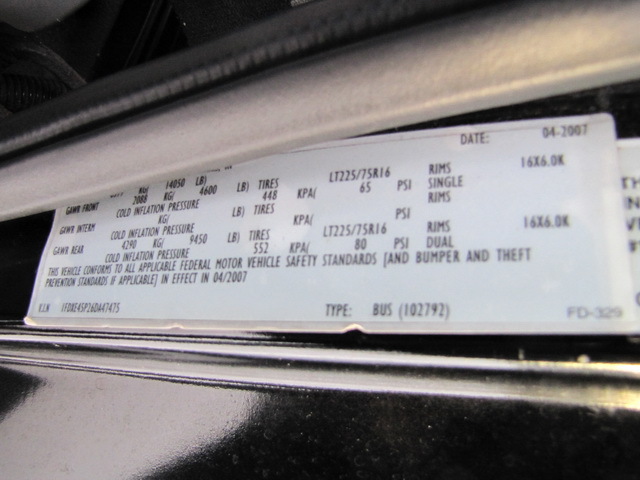 DATE: 04-2007
KG/ 14050 LB)
GAWR FRONT 2088 KG/ 4600 LB) TIRES LT225/75R16 RIMS 16X6.0K
COLD INFLATION PRESSURE 448 KPA( 65 PSI SINGLE
GAWR INTERM KG/ LB) TIRES RIMS
COLD INFLATION PRESSURE KPA( PSI
GAWR REAR 4290 KG/ 9450 LB) TIRES LT225/75R16 RIMS 16X6.0K
COLD INFLATION PRESSURE 552 KPA( 80 PSI DUAL
THIS VEHICLE CONFORMS TO ALL APPLICABLE FEDERAL MOTOR VEHICLE SAFETY STANDARDS [AND BUMPER AND THEFT
PREVENTION STANDARDS IF APPLICABLE] IN EFFECT IN 04/2007
TYPE: BUS (102792)
FD-329